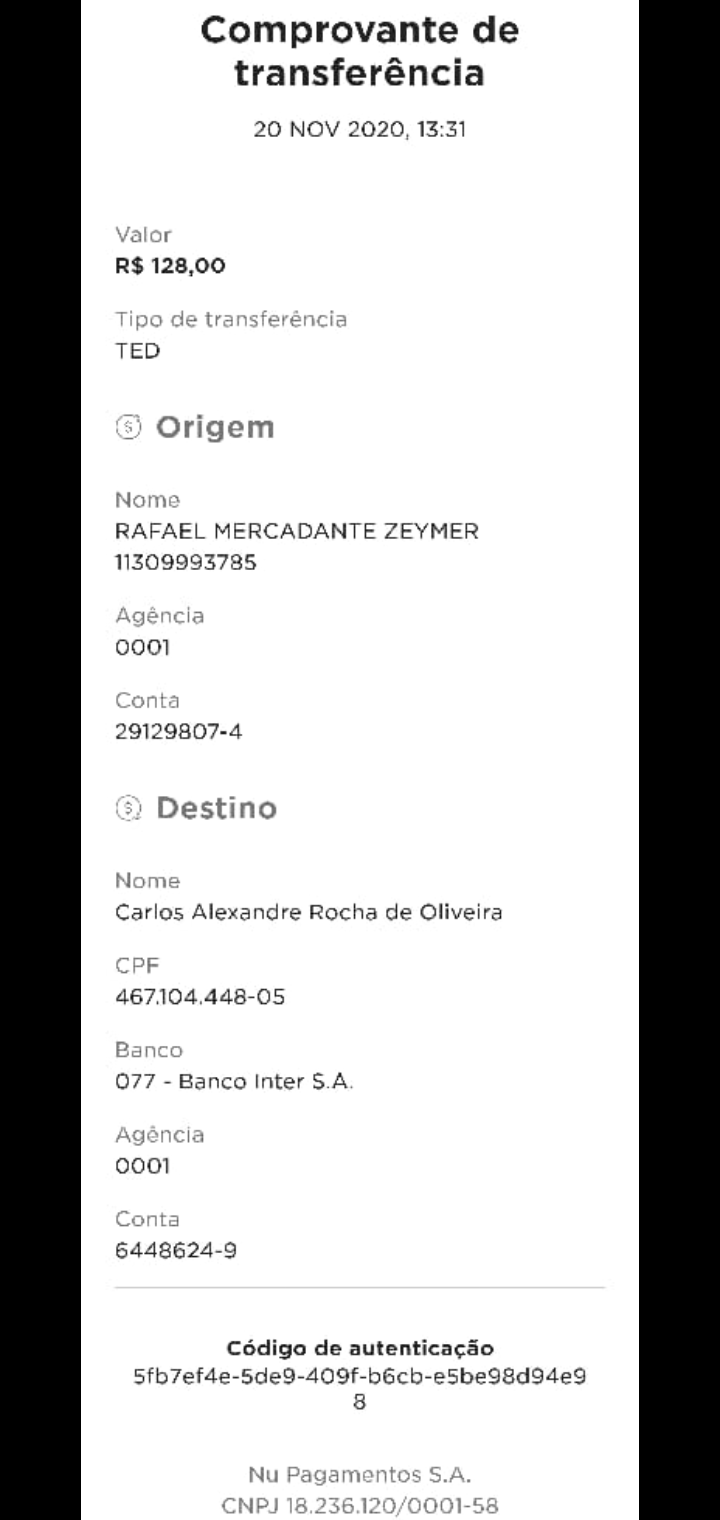 Comprovante de
transferência
20 NOV 2020, 13:31
Valor
R$ 128,00
Tipo de transferência
TED
Origem
Nome
RAFAEL MERCADANTE ZEYMER
11309993785
Agência
0001
Conta
29129807-4
Destino
Nome
Carlos Alexandre Rocha de Oliveira
CPF
467.104.448-05
Banco
077 - Banco Inter S.A.
Agência
0001
Conta
6448624-9
Código de autenticação
5fb7ef4e-5de9-409f-b6cb-e5be98d94e9
8
Nu Pagamentos S.A.
CNPJ 18.236.120/0001-58